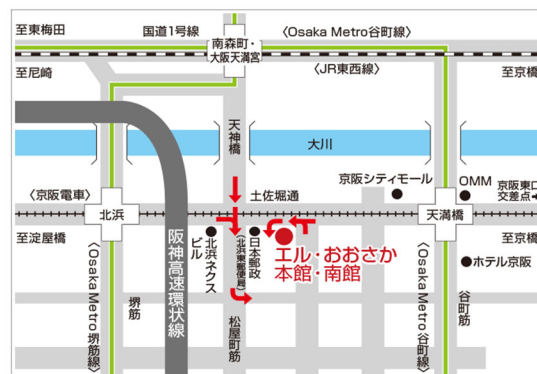 至東梅田
国道1号線
南森町・
大阪天満宮
〈Osaka Metro谷町線〉
〈JR東西線〉
至尼崎
至京橋
天神橋
大川
京阪シティモール
OMM
京阪東口
交差点
〈京阪電車〉
土佐堀通
北浜
天満橋
至淀屋橋
至京橋
北浜ネクス
ビル
(北浜東郵便局)
日本郵政
エル・おおさか
本館・南館
ホテル京阪
〈Osaka Metro堺筋線〉
堺筋
阪神高速環状線
松屋町筋
〈Osaka Metro谷町線〉
谷町筋